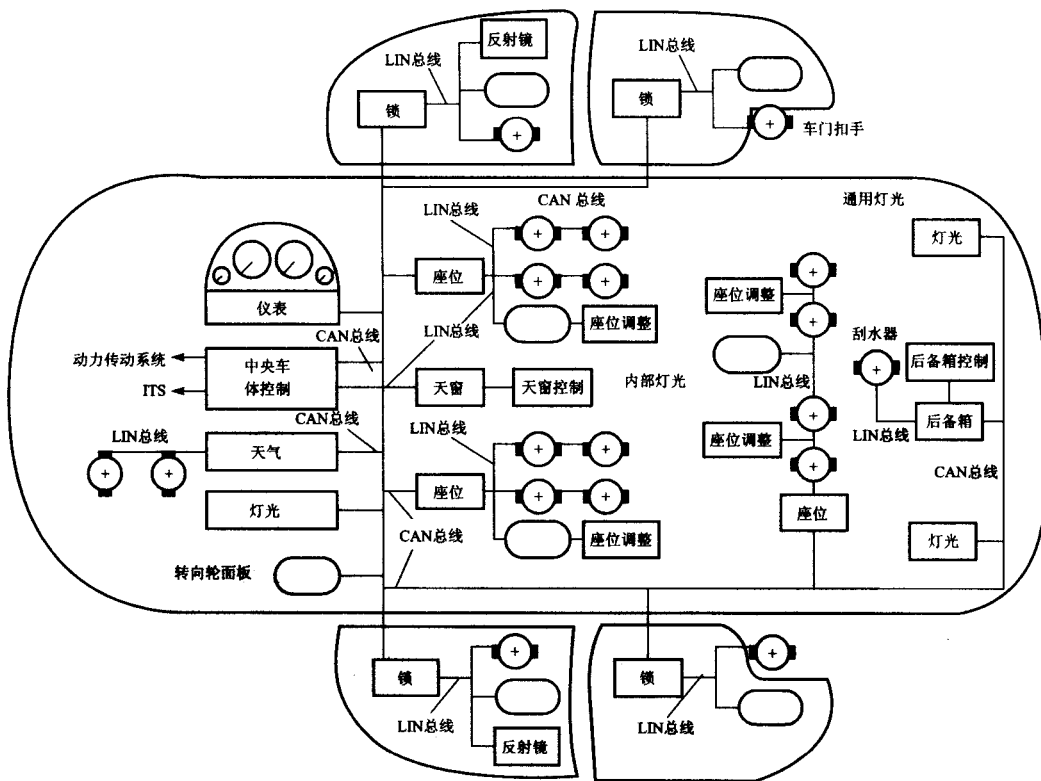 反射镜
LIN总线
LIN总线
锁
锁
车门扣手
CAN 总线
LIN总线
通用灯光
灯光
座位
座位调整
仪表
LIN总线
座位调整
CAN总线
刮水器
动力传动系统
中央车
体控制
后备箱控制
ITS
天窗
天窗控制
内部灯光
LIN总线
CAN总线
LIN总线
LIN总线
天气
座位调整
LIN总线
后备箱
座位
CAN总线
灯光
座位
CAN总线
座位调整
灯光
转向轮面板
锁
锁
LIN总线
LIN总线
反射镜